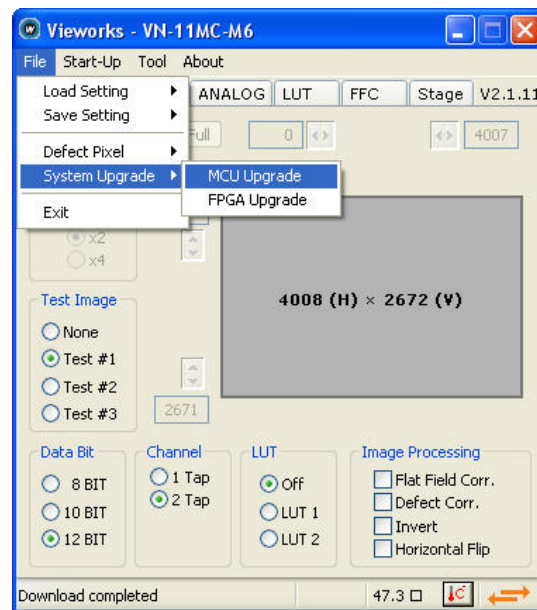 Vieworks - VN-11MC-M6
File Start-Up Tool About
ANALOG LUT FFC Stage V2.1.11
Load Setting
Save Setting
Defect Pixel
System Upgrade
Exit
MCU Upgrade
FPGA Upgrade
Full 0 4007
x2
x4
4008 (H) × 2672 (V)
Test Image
None
Test #1
Test #2
Test #3
2671
Data Bit
8 BIT
10 BIT
12 BIT
Channel
1 Tap
2 Tap
LUT
Off
LUT 1
LUT 2
Image Processing
Flat Field Corr.
Defect Corr.
Invert
Horizontal Flip
Download completed 47.3 □ °C